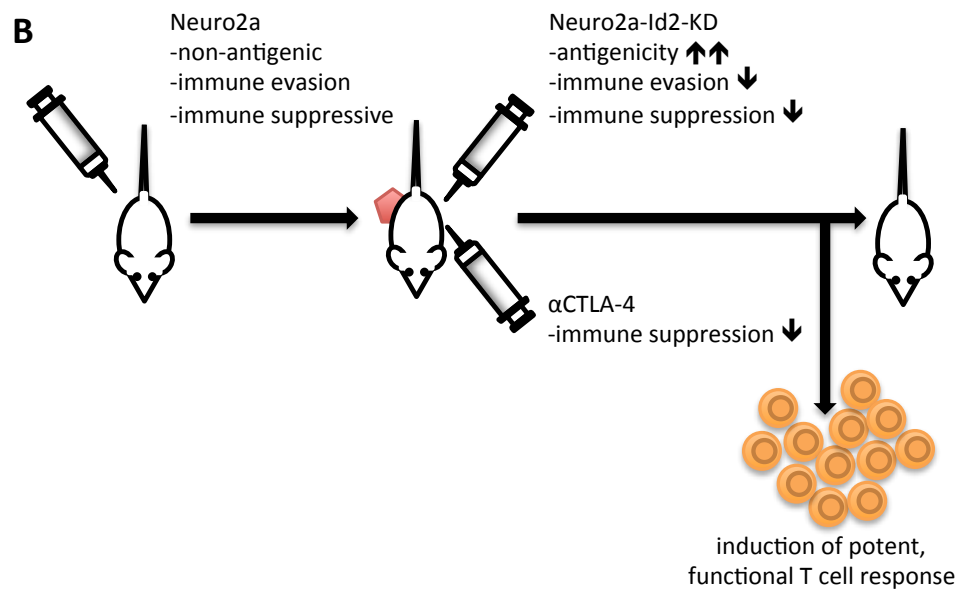 B
Neuro2a
-non-antigenic
-immune evasion
-immune suppressive
Neuro2a-Id2-KD
-antigenicity ⬆⬆
-immune evasion ⬇
-immune suppression ⬇
αCTLA-4
-immune suppression ⬇
induction of potent,
functional T cell response